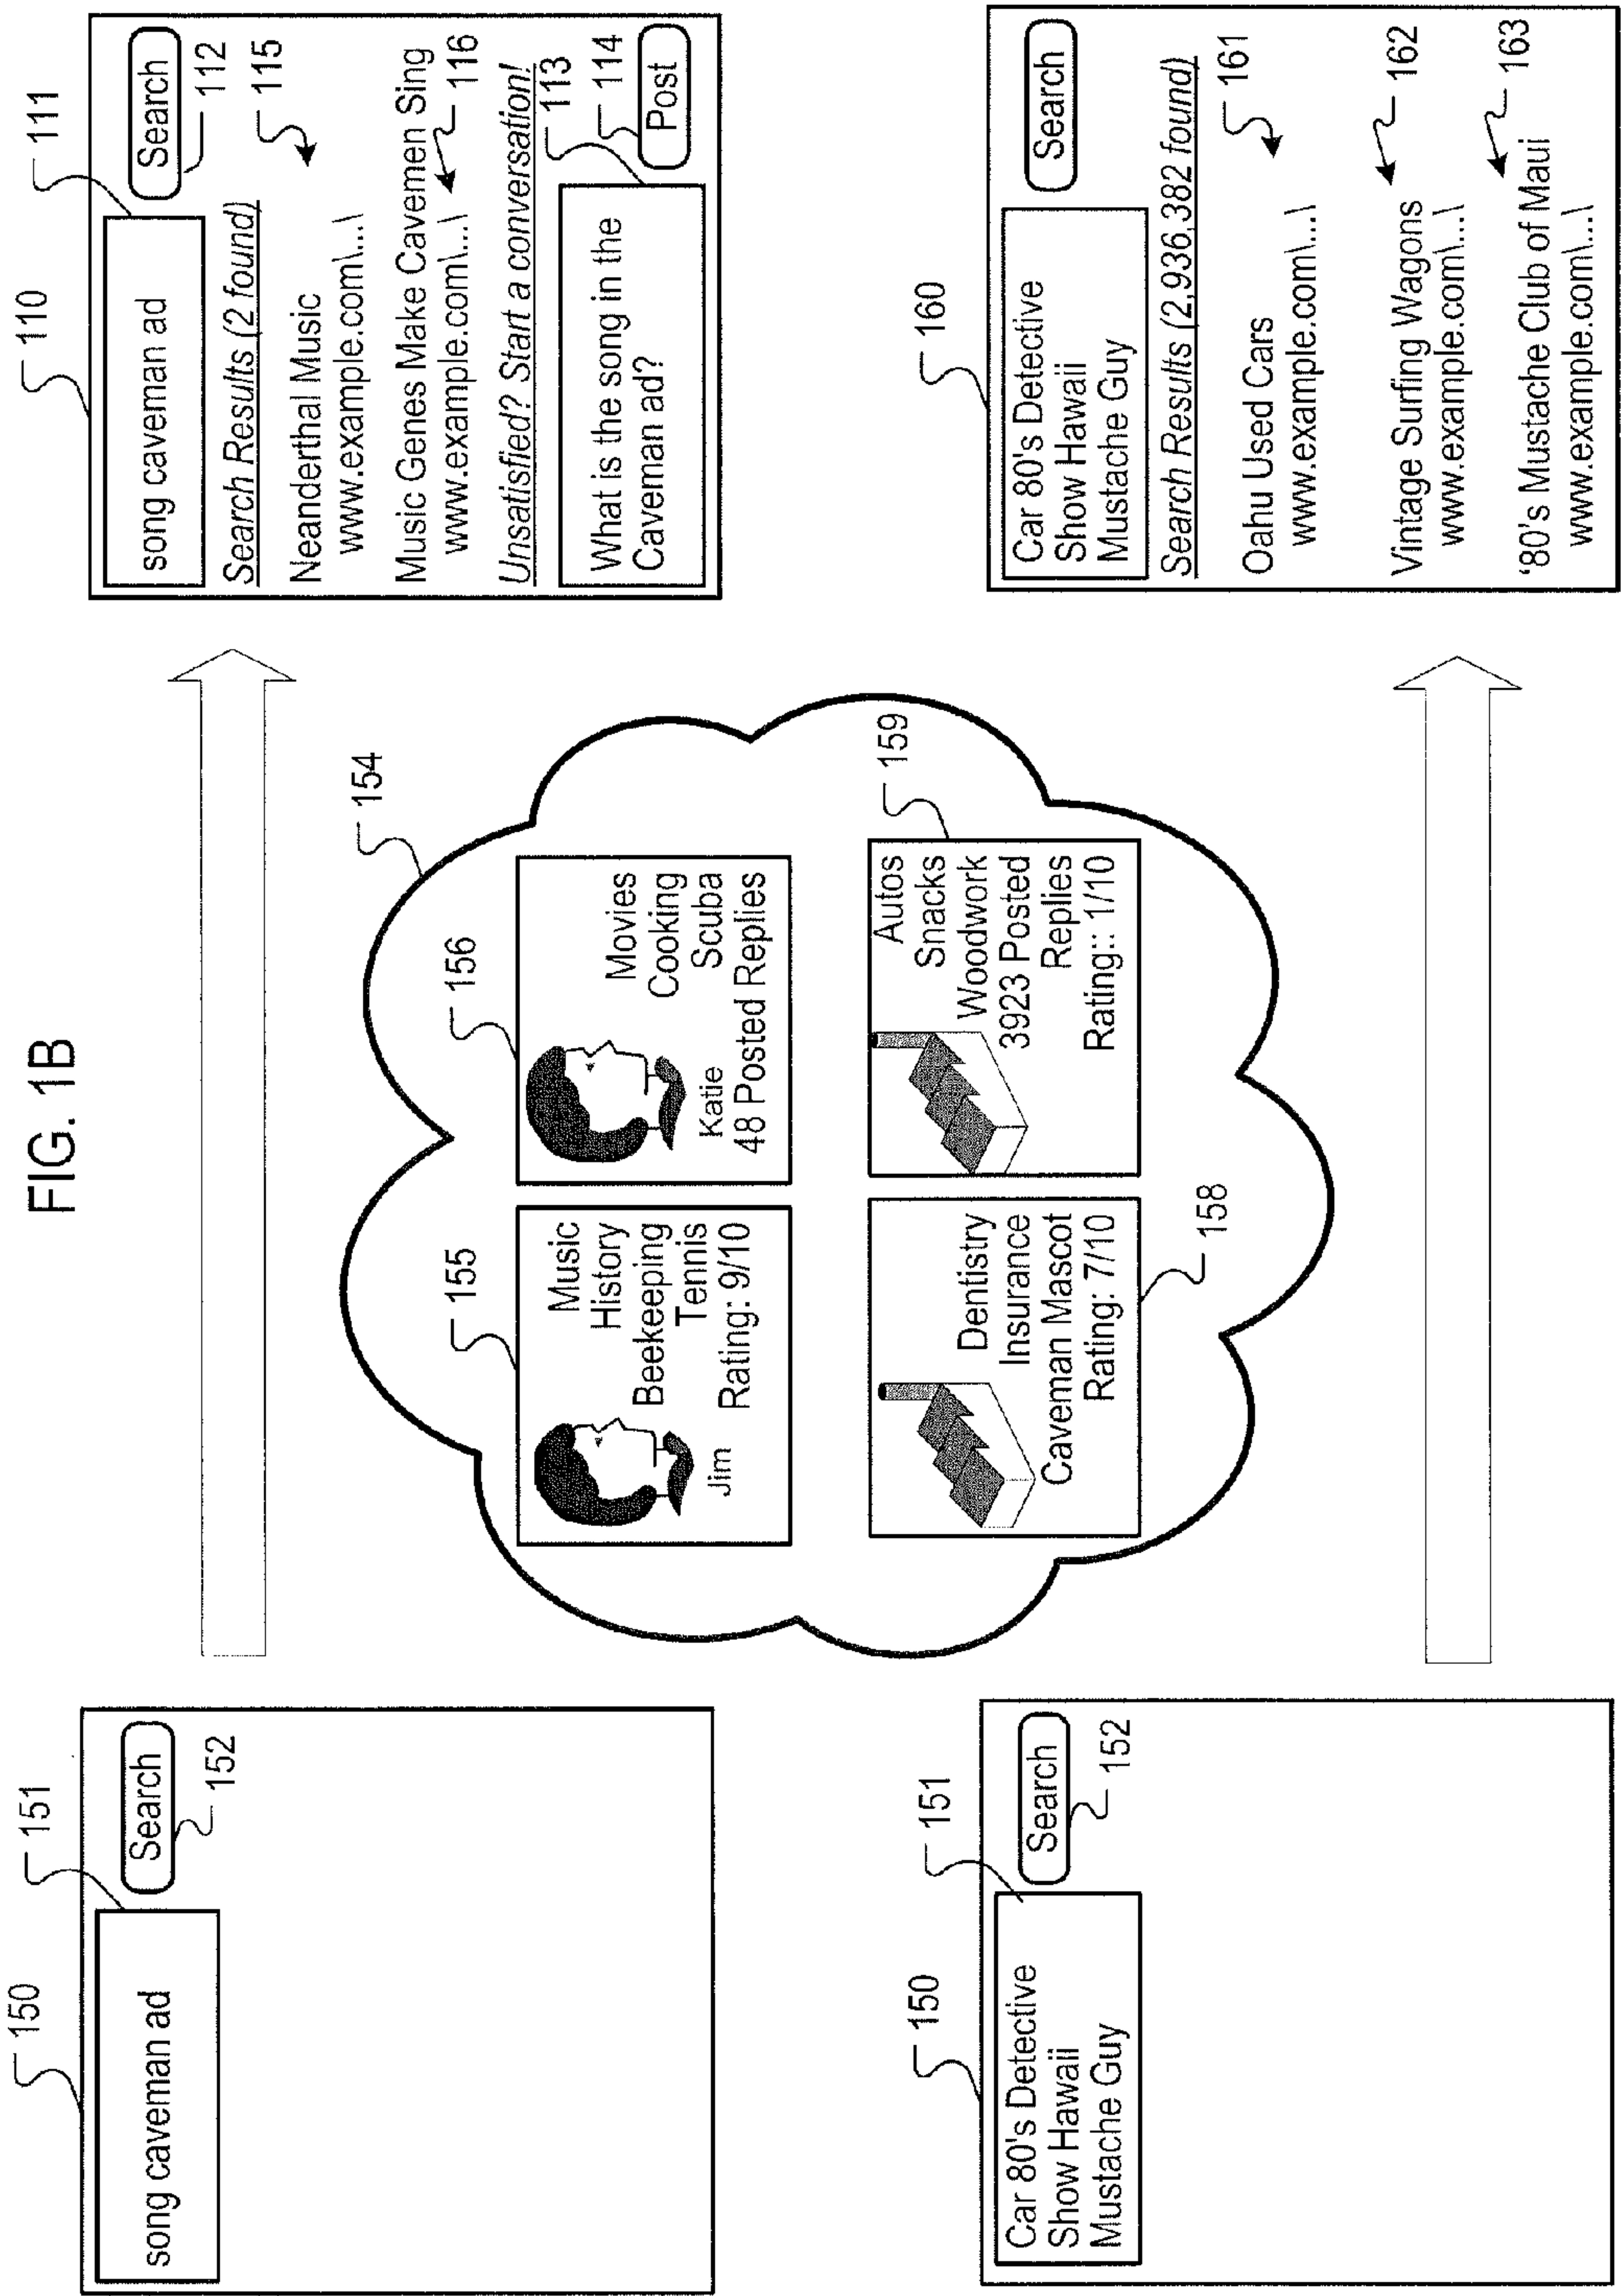 FIG. 1B
150
151
song caveman ad
Search
152
110
111
song caveman ad
Search
112
Search Results (2 found)
115
Neanderthal Music
www.example.com\...\
Music Genes Make Cavemen Sing
www.example.com\...\
116
Unsatisfied? Start a conversation!
113
What is the song in the
Caveman ad?
114
Post
154
155
Music
History
Beekeeping
Tennis
Jim
Rating: 9/10
156
Movies
Cooking
Scuba
Katie
48 Posted Replies
Dentistry
Insurance
Caveman Mascot
Rating: 7/10
158
159
Autos
Snacks
Woodwork
3923 Posted
Replies
Rating:: 1/10
150
151
Car 80's Detective
Show Hawaii
Mustache Guy
Search
152
160
Car 80's Detective
Show Hawaii
Mustache Guy
Search
Search Results (2,936,382 found)
161
Oahu Used Cars
www.example.com\...\
162
Vintage Surfing Wagons
www.example.com\...\
163
'80's Mustache Club of Maui
www.example.com\...\